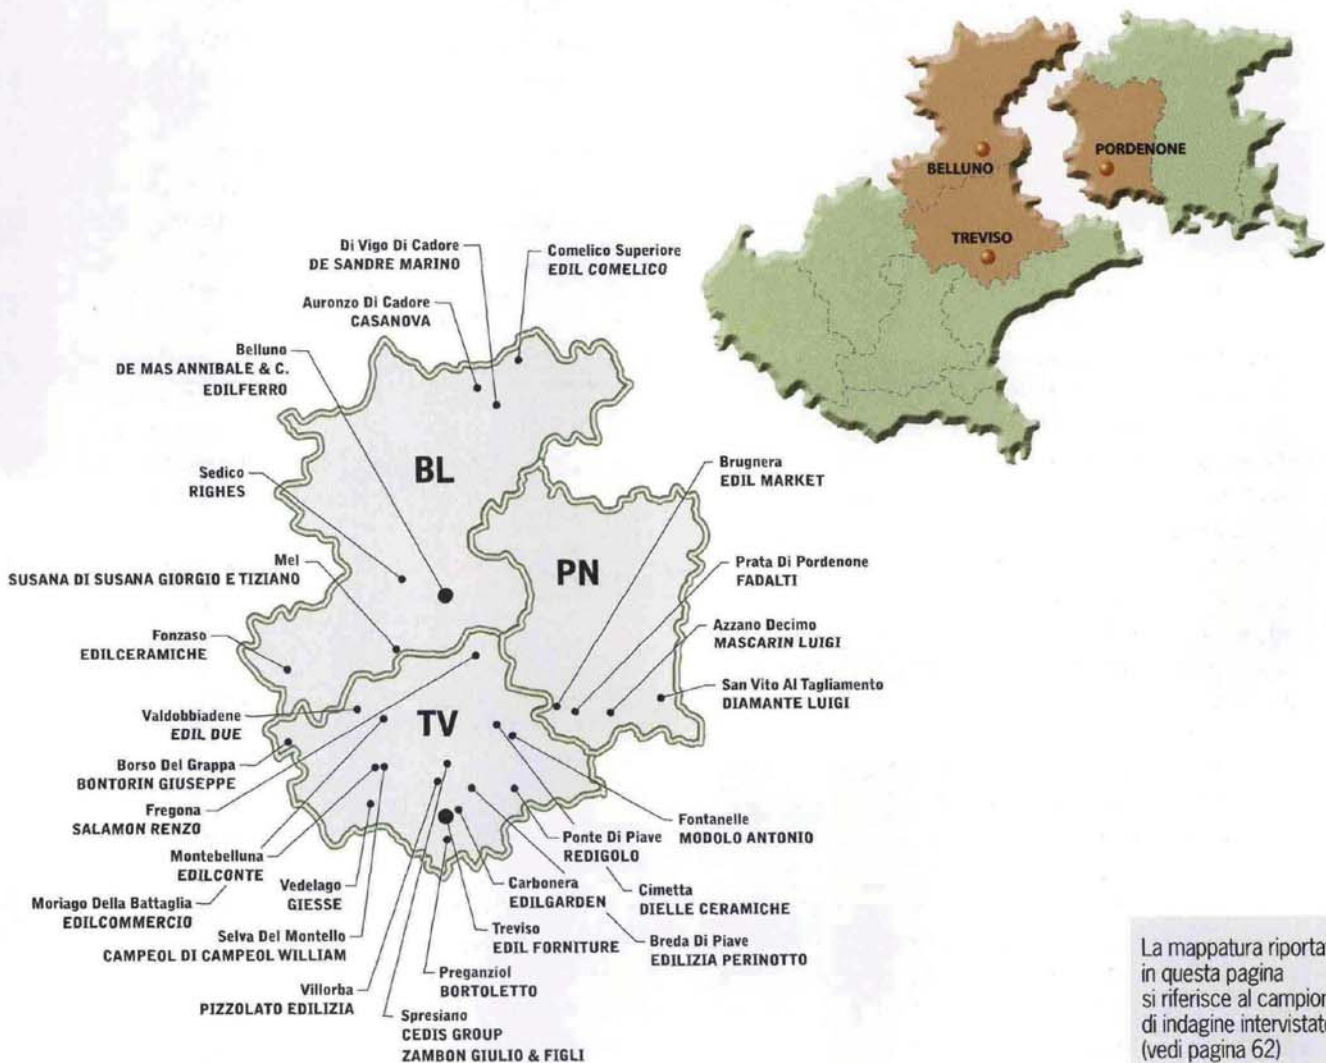 BELLUNO
PORDENONE
TREVISO
Di Vigo Di Cadore
DE SANDRE MARINO
Comelico Superiore
EDIL COMELICO
Auronzo Di Cadore
CASANOVA
Belluno
DE MAS ANNIBALE & C.
EDILFERRO
BL
Sedico
RIGHES
Brugnera
EDIL MARKET
Mel
SUSANA DI SUSANA GIORGIO E TIZIANO
PN
Prata Di Pordenone
FADALTI
Fonzaso
EDILCERAMICHE
Azzano Decimo
MASCARIN LUIGI
San Vito Al Tagliamento
DIAMANTE LUIGI
Valdobbiadene
EDIL DUE
TV
Borso Del Grappa
BONTORIN GIUSEPPE
Fregona
SALAMON RENZO
Fontanelle
MODOLO ANTONIO
Ponte Di Piave
REDIGOLO
Montebelluna
EDILCONTE
Vedelago
GIESSE
Carbonera
EDILGARDEN
Cimetta
DIELLE CERAMICHE
Moriago Della Battaglia
EDILCOMMERCIO
Selva Del Montello
CAMPEOL DI CAMPEOL WILLIAM
Treviso
EDIL FORNITURE
Breda Di Piave
EDILIZIA PERINOTTO
Preganziol
BORTOLETTO
Villorba
PIZZOLATO EDILIZIA
Spresiano
CEDIS GROUP
ZAMBON GIULIO & FIGLI
La mappatura riporta
in questa pagina
si riferisce al campion
di indagine intervistat
(vedi pagina 62)